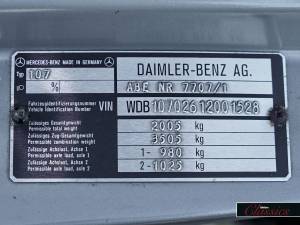 MERCEDES-BENZ MADE IN GERMANY
DAIMLER-BENZ AG.
Typ 107
ABE NR 7707/1
%
Fahrzeugidentifizierungsnummer
Vehicle Identification Number
VIN WDB10702612001528
Zulässiges Gesamtgewicht
Permissible total weight
2005 kg
Zulässiges Zug-Gesamtgewicht
Permissible combination weight
3505 kg
Zulässige Achslast, Achse 1
Permissible axle load, axle 1
1- 980 kg
Zulässige Achslast, Achse 2
Permissible axle load, axle 2
2-1025 kg
Classics